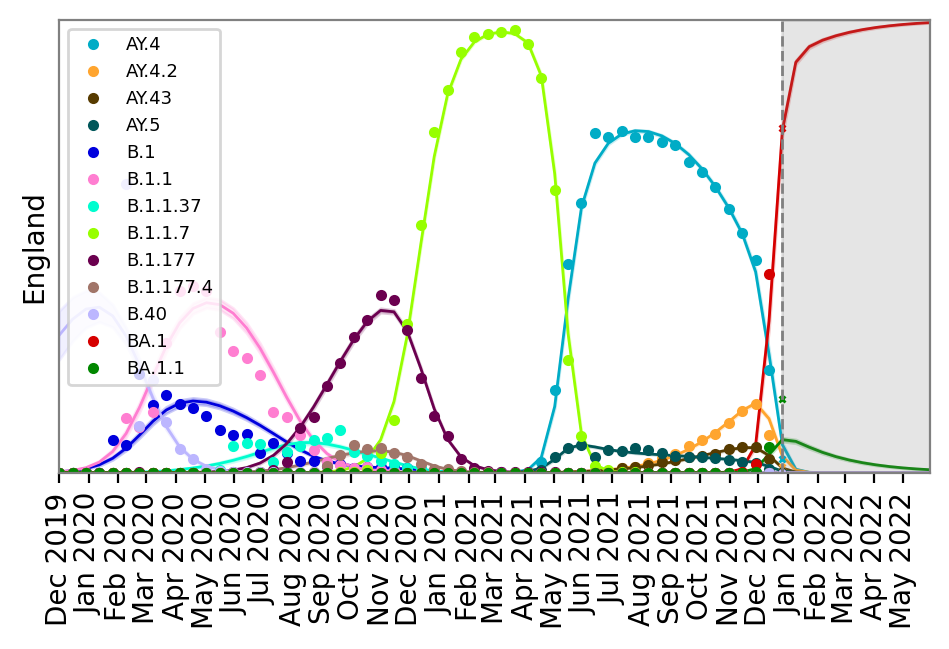 England
AY.4
AY.4.2
AY.43
AY.5
B.1
B.1.1
B.1.1.37
B.1.1.7
B.1.177
B.1.177.4
B.40
BA.1
BA.1.1
Dec 2019
Jan 2020
Feb 2020
Mar 2020
Apr 2020
May 2020
Jun 2020
Jul 2020
Aug 2020
Sep 2020
Oct 2020
Nov 2020
Dec 2020
Jan 2021
Feb 2021
Mar 2021
Apr 2021
May 2021
Jun 2021
Jul 2021
Aug 2021
Sep 2021
Oct 2021
Nov 2021
Dec 2021
Jan 2022
Feb 2022
Mar 2022
Apr 2022
May 2022